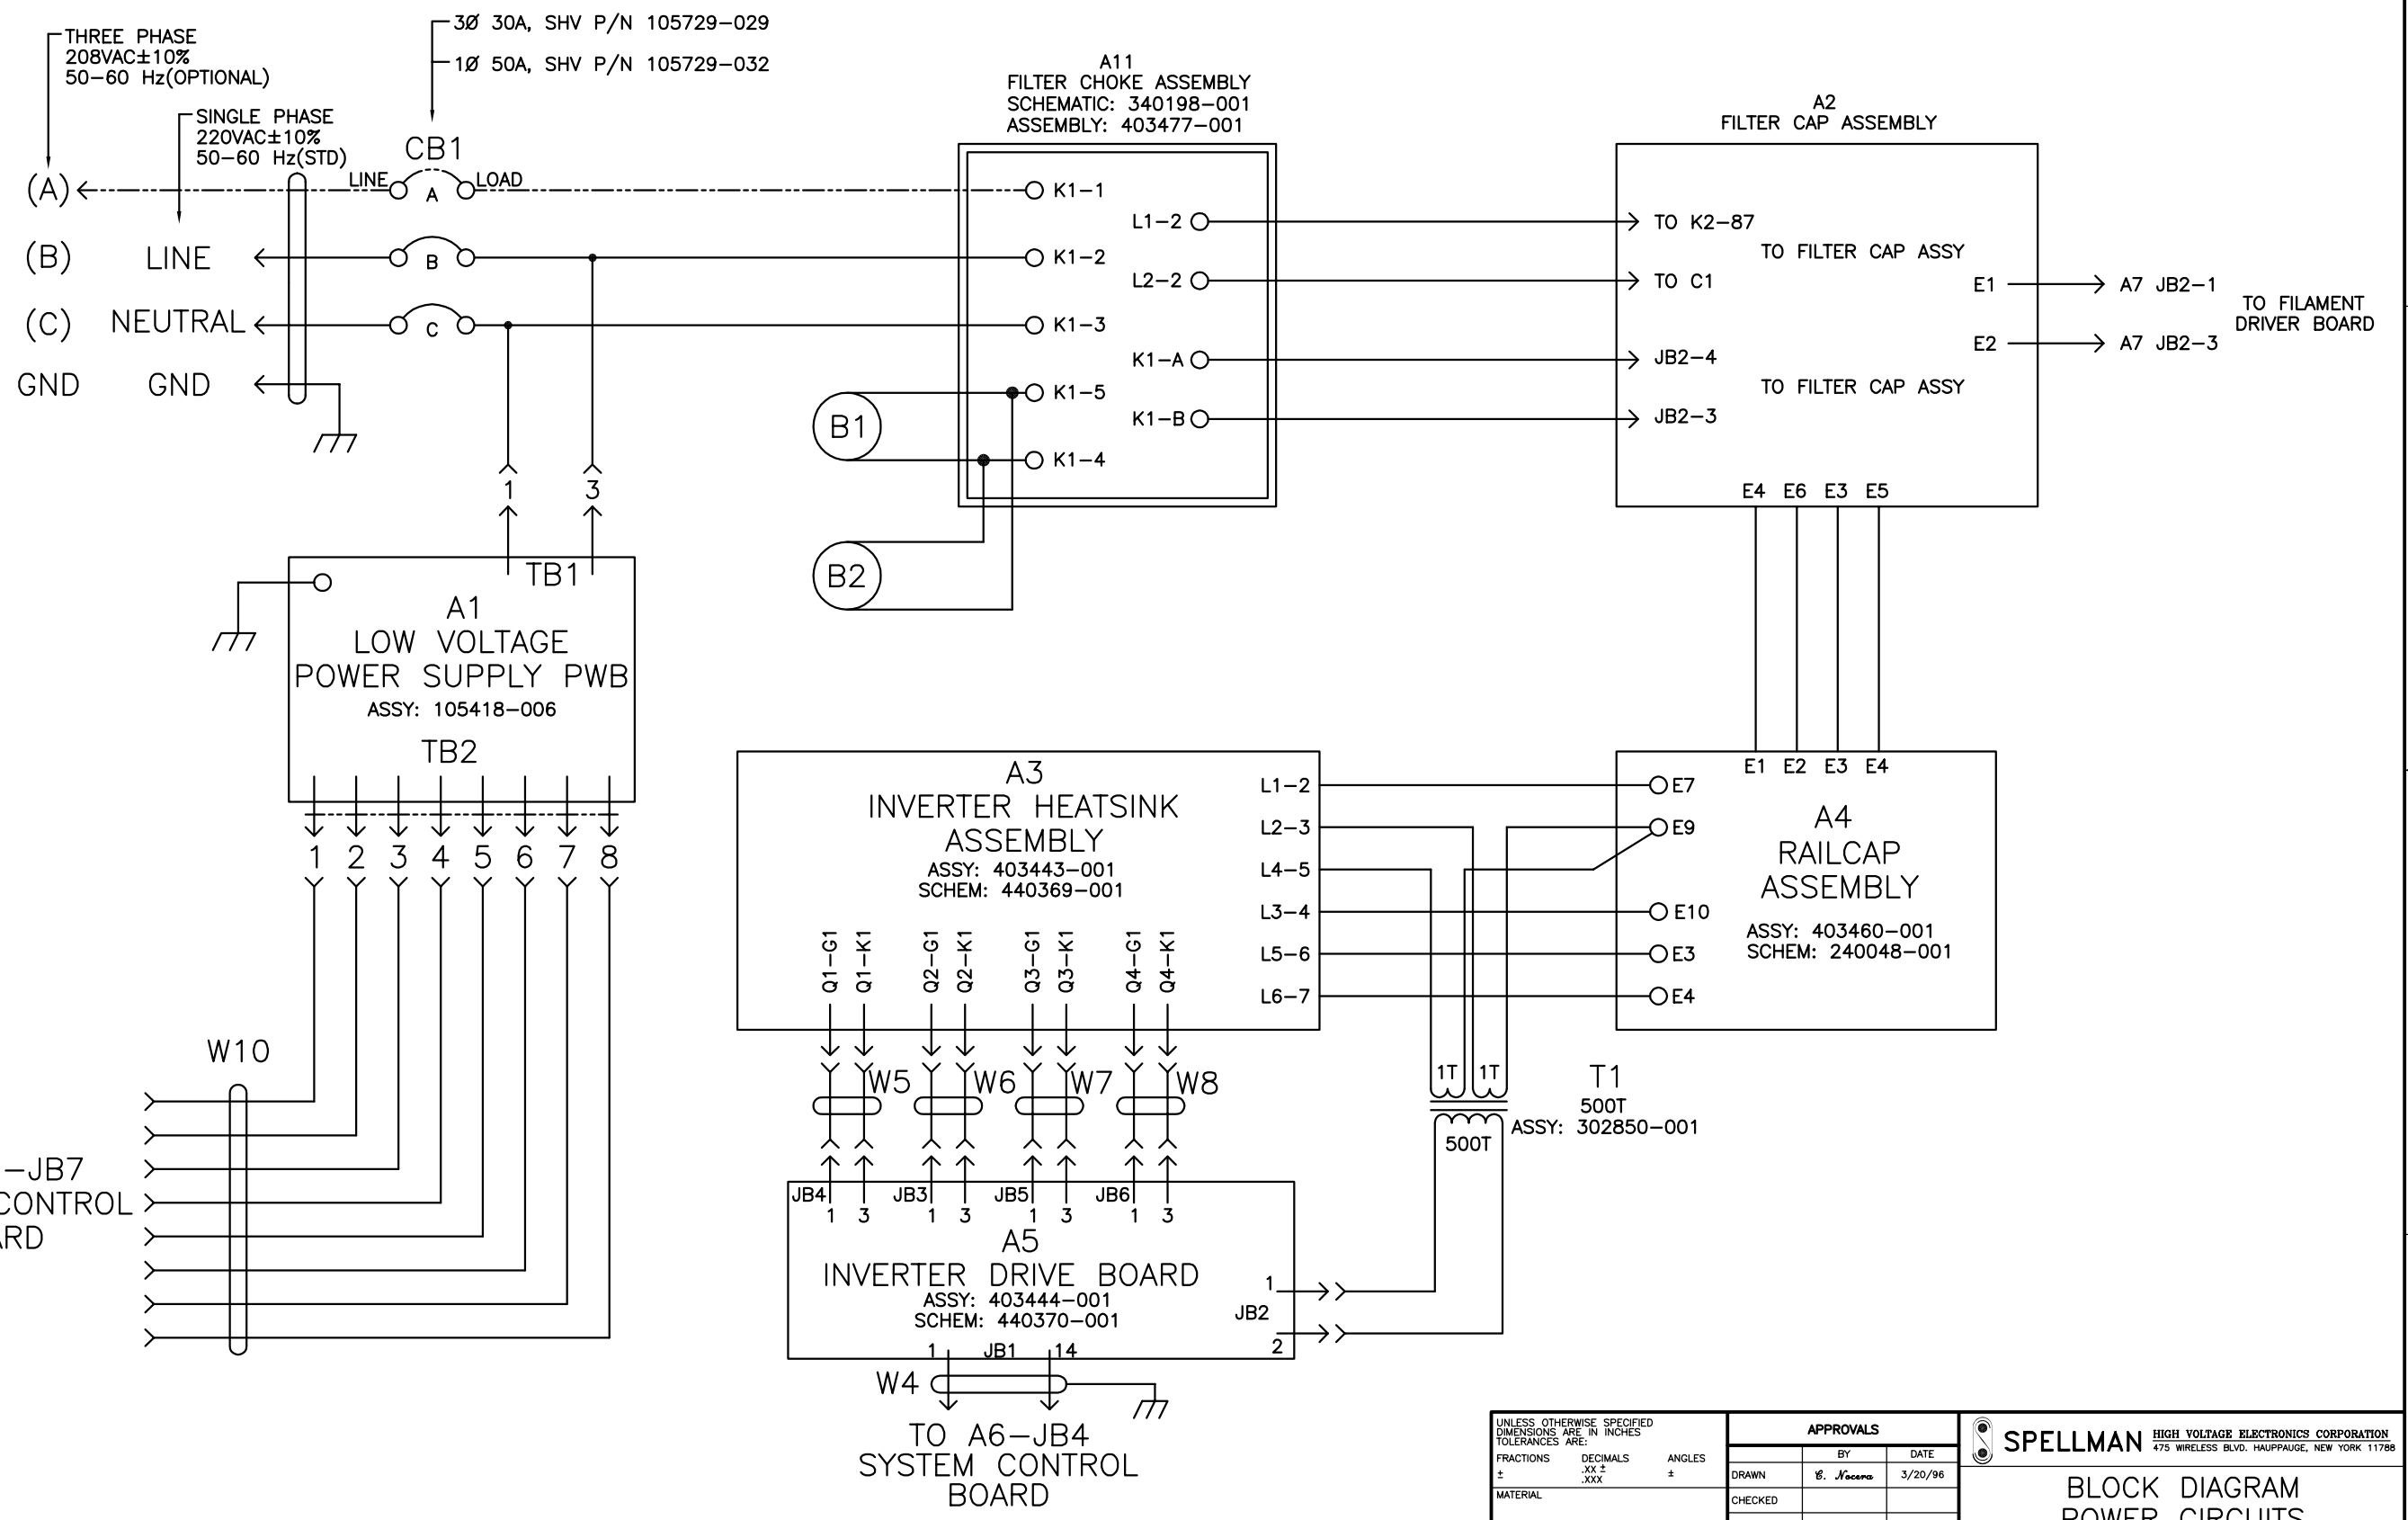 THREE PHASE
208VAC±10%
50-60 Hz(OPTIONAL)
SINGLE PHASE
220VAC±10%
50-60 Hz(STD)
3Ø 30A, SHV P/N 105729-029
1Ø 50A, SHV P/N 105729-032
CB1
(A)
LINE
A
LOAD
(B)
LINE
B
(C)
NEUTRAL
C
GND
GND
A11
FILTER CHOKE ASSEMBLY
SCHEMATIC: 340198-001
ASSEMBLY: 403477-001
K1-1
L1-2
K1-2
L2-2
K1-3
K1-A
K1-5
K1-B
K1-4
B1
B2
A2
FILTER CAP ASSEMBLY
TO K2-87
TO FILTER CAP ASSY
TO C1
JB2-4
TO FILTER CAP ASSY
JB2-3
E1
A7 JB2-1
E2
A7 JB2-3
TO FILAMENT
DRIVER BOARD
E4 E6 E3 E5
1 3
TB1
A1
LOW VOLTAGE
POWER SUPPLY PWB
ASSY: 105418-006
TB2
1 2 3 4 5 6 7 8
W10
-JB7
CONTROL
ARD
A3
INVERTER HEATSINK
ASSEMBLY
ASSY: 403443-001
SCHEM: 440369-001
L1-2
L2-3
L4-5
L3-4
L5-6
L6-7
Q1-G1
Q1-K1
Q2-G1
Q2-K1
Q3-G1
Q3-K1
Q4-G1
Q4-K1
W5 W6 W7 W8
E1 E2 E3 E4
E7
E9
E10
E3
E4
A4
RAILCAP
ASSEMBLY
ASSY: 403460-001
SCHEM: 240048-001
1T 1T
T1
500T
ASSY: 302850-001
500T
JB4 JB3 JB5 JB6
1 3 1 3 1 3 1 3
A5
INVERTER DRIVE BOARD
ASSY: 403444-001
SCHEM: 440370-001
1
JB2
2
1 JB1 14
W4
TO A6-JB4
SYSTEM CONTROL
BOARD
UNLESS OTHERWISE SPECIFIED
DIMENSIONS ARE IN INCHES
TOLERANCES ARE:
FRACTIONS DECIMALS ANGLES
± .XX ± ±
.XXX
MATERIAL
APPROVALS
BY DATE
DRAWN C. Nocera 3/20/96
CHECKED
SPELLMAN
HIGH VOLTAGE ELECTRONICS CORPORATION
475 WIRELESS BLVD. HAUPPAUGE, NEW YORK 11788
BLOCK DIAGRAM
POWER CIRCUITS